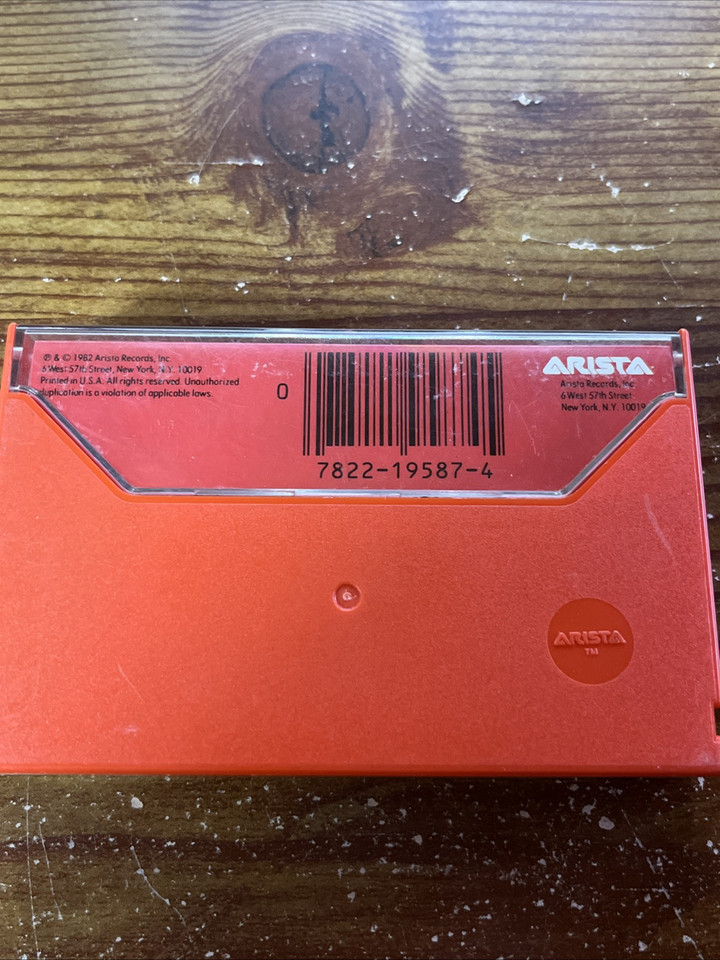 ℗ & © 1982 Arista Records, Inc.
6 West 57th Street, New York, N.Y. 10019
Printed in U.S.A. All rights reserved. Unauthorized
duplication is a violation of applicable laws.
0
7822-19587-4
ARISTA
Arista Records, Inc.
6 West 57th Street
New York, N.Y. 10019
ARISTA
TM